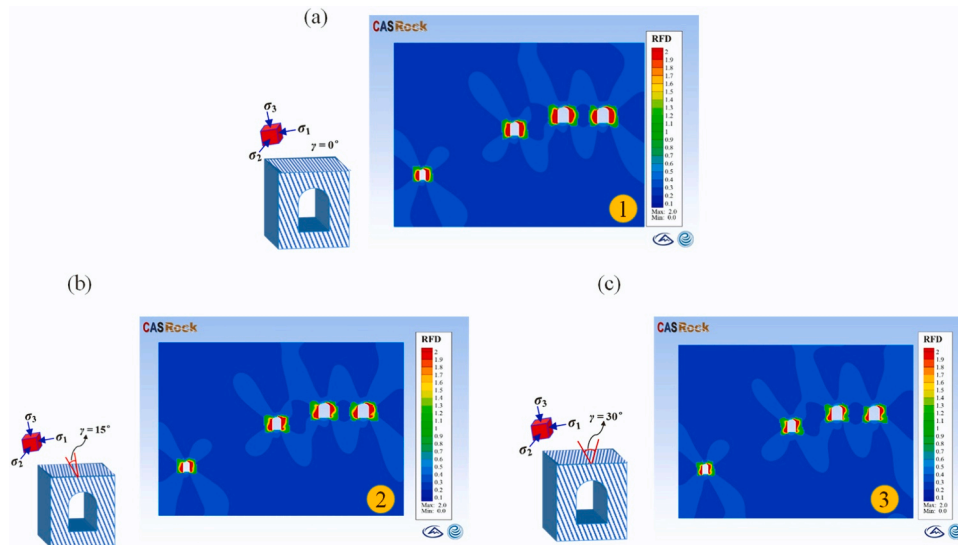 (a)
CASRock
RFD
2
1.9
1.8
1.7
1.6
1.5
1.4
1.3
1.2
1.1
1
0.9
0.8
0.7
0.6
0.5
0.4
0.3
0.2
0.1
Max: 2.0
Min: 0.0
σ3
σ1
σ2
γ=0°
1
(b)
CASRock
RFD
2
1.9
1.8
1.7
1.6
1.5
1.4
1.3
1.2
1.1
1
0.9
0.8
0.7
0.6
0.5
0.4
0.3
0.2
0.1
Max: 2.0
Min: 0.0
σ3
σ1
σ2
γ=15°
2
(c)
CASRock
RFD
2
1.9
1.8
1.7
1.6
1.5
1.4
1.3
1.2
1.1
1
0.9
0.8
0.7
0.6
0.5
0.4
0.3
0.2
0.1
Max: 2.0
Min: 0.0
σ3
σ1
σ2
γ=30°
3